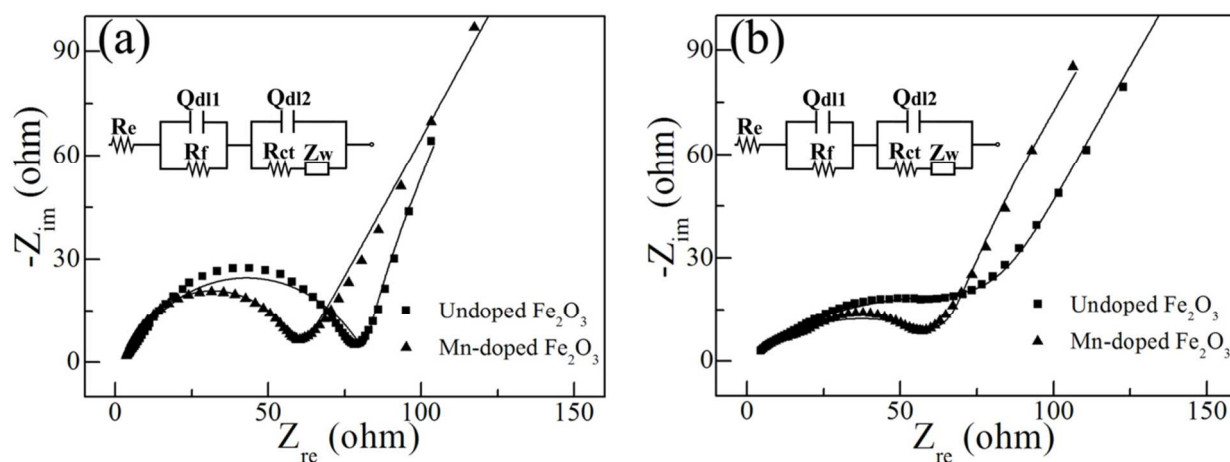 (a)
90
60
30
0
-Z_im (ohm)
Qdl1 Qdl2
Re Rf Rct Zw
Undoped Fe₂O₃
Mn-doped Fe₂O₃
0 50 100 150
Z_re (ohm)
(b)
90
60
30
0
-Z_im (ohm)
Qdl1 Qdl2
Re Rf Rct Zw
Undoped Fe₂O₃
Mn-doped Fe₂O₃
0 50 100 150
Z_re (ohm)